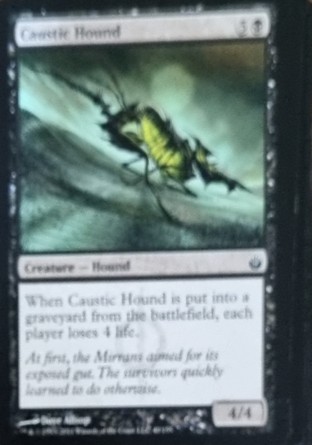 Caustic Hound 5
Creature — Hound
When Caustic Hound is put into a
graveyard from the battlefield, each
player loses 4 life.
At first, the Mirrans aimed for its
exposed gut. The survivors quickly
learned to do otherwise.
Dave Allsop
4/4